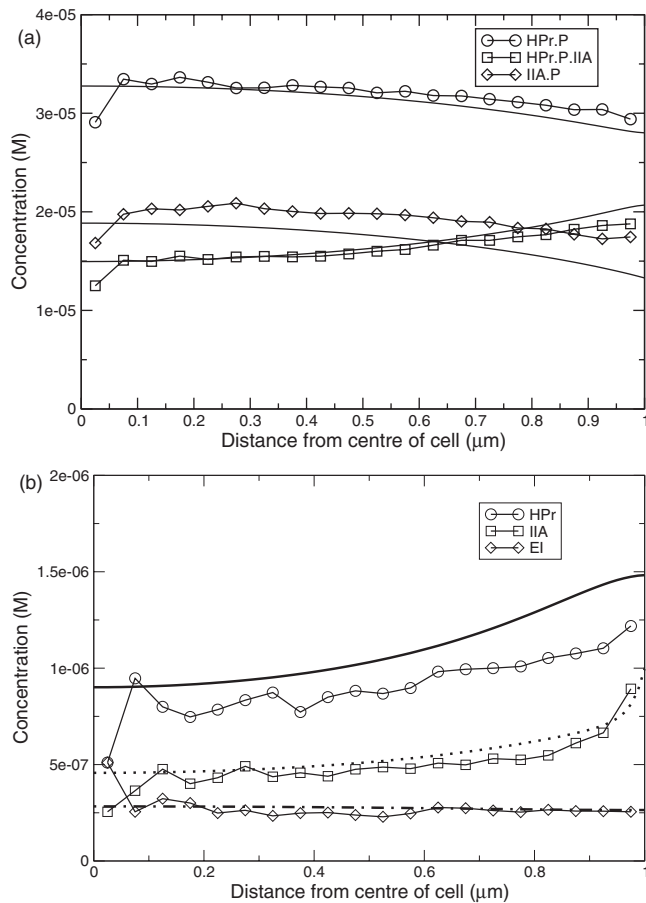 (a)
4e-05
HPr.P
HPr.P.IIA
IIA.P
3e-05
2e-05
1e-05
0
Concentration (M)
0 0.1 0.2 0.3 0.4 0.5 0.6 0.7 0.8 0.9 1
Distance from centre of cell (μm)
(b)
2e-06
HPr
IIA
EI
1.5e-06
1e-06
5e-07
0
Concentration (M)
0 0.2 0.4 0.6 0.8 1
Distance from centre of cell (μm)